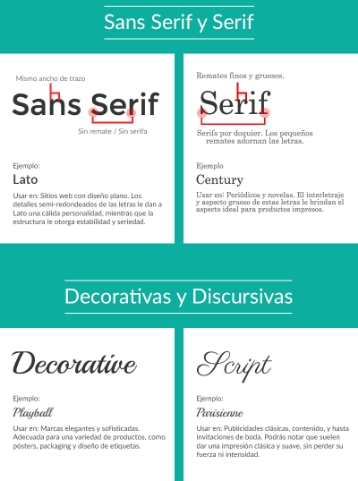 Sans Serif y Serif
Mismo ancho de trazo
Sans Serif
Sin remate / Sin serifa
Ejemplo:
Lato
Usar en: Sitios web con diseño plano. Los
detalles semi-redondeados de las letras le dan a
Lato una cálida personalidad, mientras que la
estructura le otorga estabilidad y seriedad.
Remates finos y gruesos.
Serif
Serifs por doquier. Los pequeños
remates adornan las letras.
Ejemplo
Century
Usar en: Periódicos y novelas. El interletraje
y aspecto grueso de estas letras le brindan el
aspecto ideal para productos impresos.
Decorativas y Discursivas
Decorative
Ejemplo:
Playball
Usar en: Marcas elegantes y sofisticadas.
Adecuada para una variedad de productos, como
pósters, packaging y diseño de etiquetas.
Script
Ejemplo:
Parisienne
Usar en: Publicidades clásicas, contenido, y hasta
invitaciones de boda. Podrás notar que suelen
dar una impresión clásica y suave, sin perder su
fuerza ni intensidad.